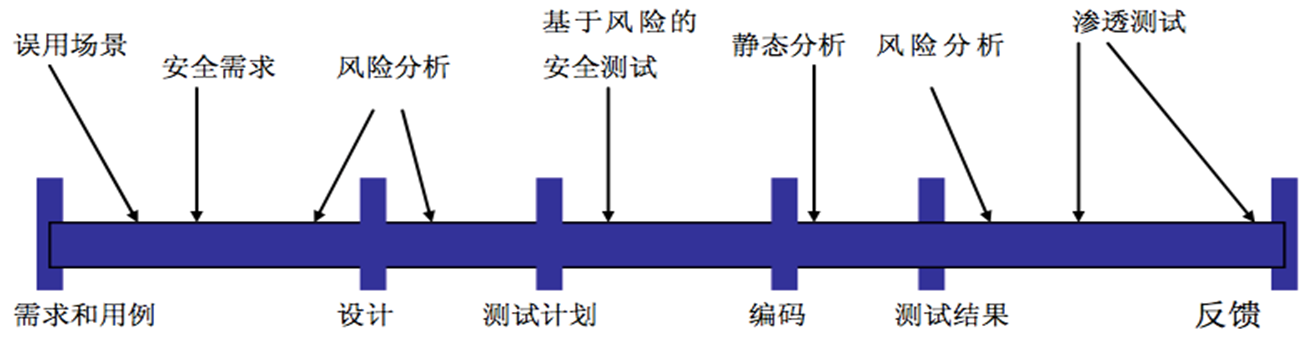 误用场景
安全需求
风险分析
基于风险的
安全测试
静态分析
风险分析
渗透测试
需求和用例
设计
测试计划
编码
测试结果
反馈